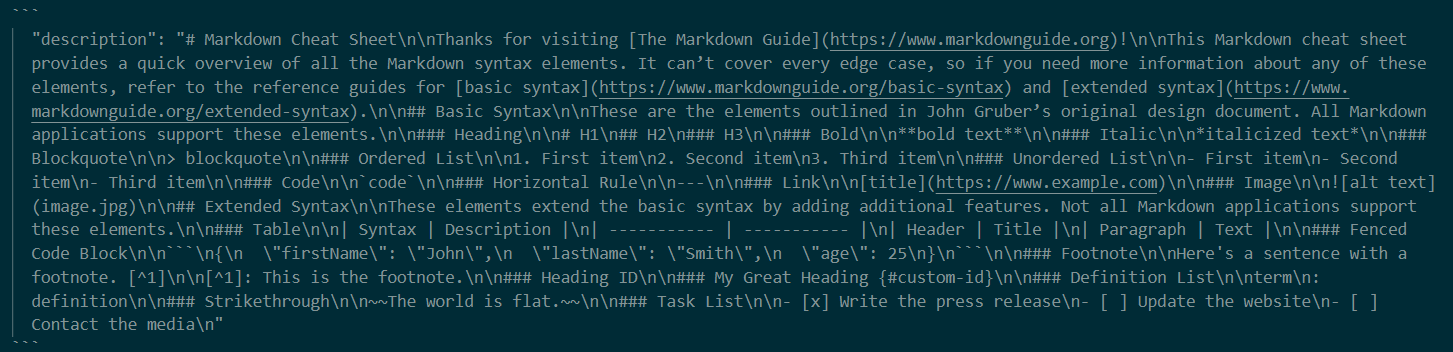 ```
"description": "# Markdown Cheat Sheet\n\nThanks for visiting [The Markdown Guide](https://www.markdownguide.org)!\n\nThis Markdown cheat sheet
provides a quick overview of all the Markdown syntax elements. It can’t cover every edge case, so if you need more information about any of these
elements, refer to the reference guides for [basic syntax](https://www.markdownguide.org/basic-syntax) and [extended syntax](https://www.
markdownguide.org/extended-syntax).\n\n## Basic Syntax\n\nThese are the elements outlined in John Gruber’s original design document. All Markdown
applications support these elements.\n\n### Heading\n\n# H1\n## H2\n### H3\n\n### Bold\n\n**bold text**\n\n### Italic\n\n*italicized text*\n\n###
Blockquote\n\n> blockquote\n\n### Ordered List\n\n1. First item\n2. Second item\n3. Third item\n\n### Unordered List\n\n- First item\n- Second
item\n- Third item\n\n### Code\n\n`code`\n\n### Horizontal Rule\n\n---\n\n### Link\n\n[title](https://www.example.com)\n\n### Image\n\n![alt text]
(image.jpg)\n\n## Extended Syntax\n\nThese elements extend the basic syntax by adding additional features. Not all Markdown applications support
these elements.\n\n### Table\n\n| Syntax | Description |\n| ----------- | ----------- |\n| Header | Title |\n| Paragraph | Text |\n\n### Fenced
Code Block\n\n```\n{\n  \"firstName\": \"John\",\n  \"lastName\": \"Smith\",\n  \"age\": 25\n}\n```\n\n### Footnote\n\nHere's a sentence with a
footnote. [^1]\n\n[^1]: This is the footnote.\n\n### Heading ID\n\n### My Great Heading {#custom-id}\n\n### Definition List\n\nterm\n:
definition\n\n### Strikethrough\n\n~~The world is flat.~~\n\n### Task List\n\n- [x] Write the press release\n- [ ] Update the website\n- [ ]
Contact the media\n"
```